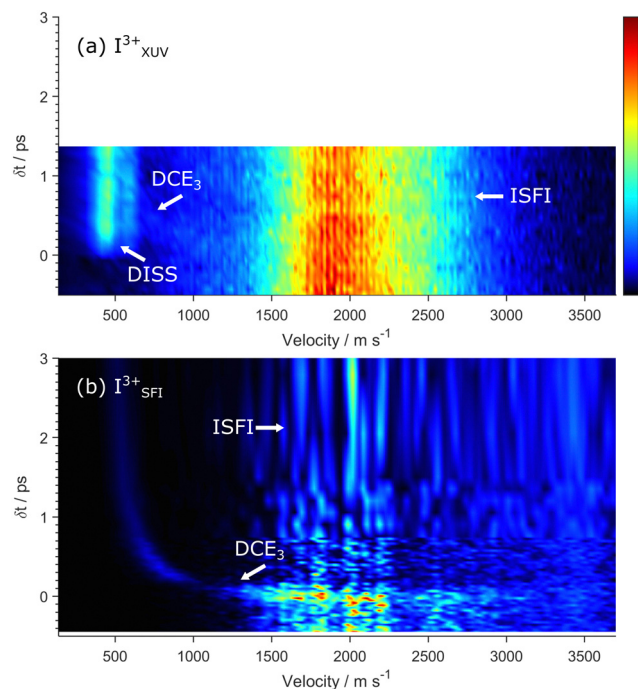 3
(a) I³⁺XUV
2
δt / ps
DCE₃
1
ISFI
0
DISS
500 1000 1500 2000 2500 3000 3500
Velocity / m s⁻¹
3
(b) I³⁺SFI
ISFI
2
δt / ps
1
DCE₃
0
500 1000 1500 2000 2500 3000 3500
Velocity / m s⁻¹